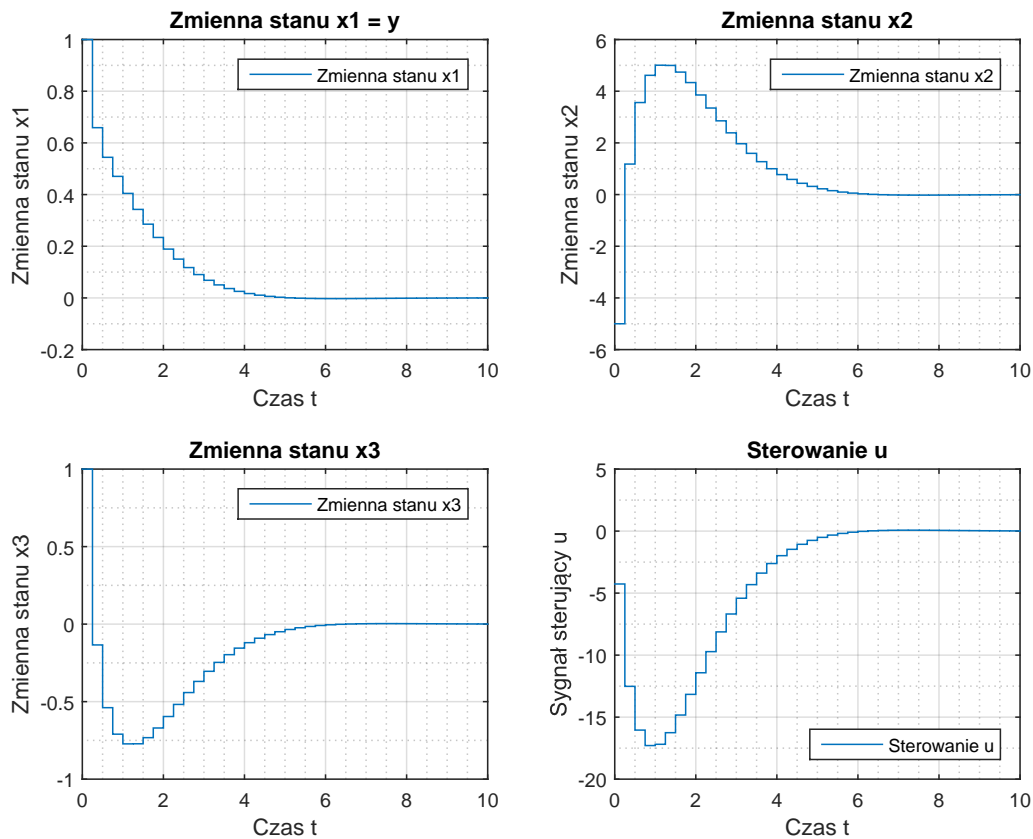 Zmienna stanu x1 = y
1
0.8
0.6
0.4
0.2
0
-0.2
Zmienna stanu x1
Zmienna stanu x1
0 2 4 6 8 10
Czas t
Zmienna stanu x2
6
4
2
0
-2
-4
-6
Zmienna stanu x2
Zmienna stanu x2
0 2 4 6 8 10
Czas t
Zmienna stanu x3
1
0.5
0
-0.5
-1
Zmienna stanu x3
Zmienna stanu x3
0 2 4 6 8 10
Czas t
Sterowanie u
5
0
-5
-10
-15
-20
Sygnał sterujący u
Sterowanie u
0 2 4 6 8 10
Czas t